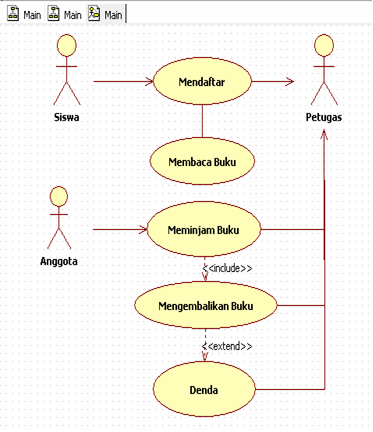 Main Main Main
Siswa
Mendaftar
Petugas
Membaca Buku
Anggota
Meminjam Buku
<<include>>
Mengembalikan Buku
<<extend>>
Denda